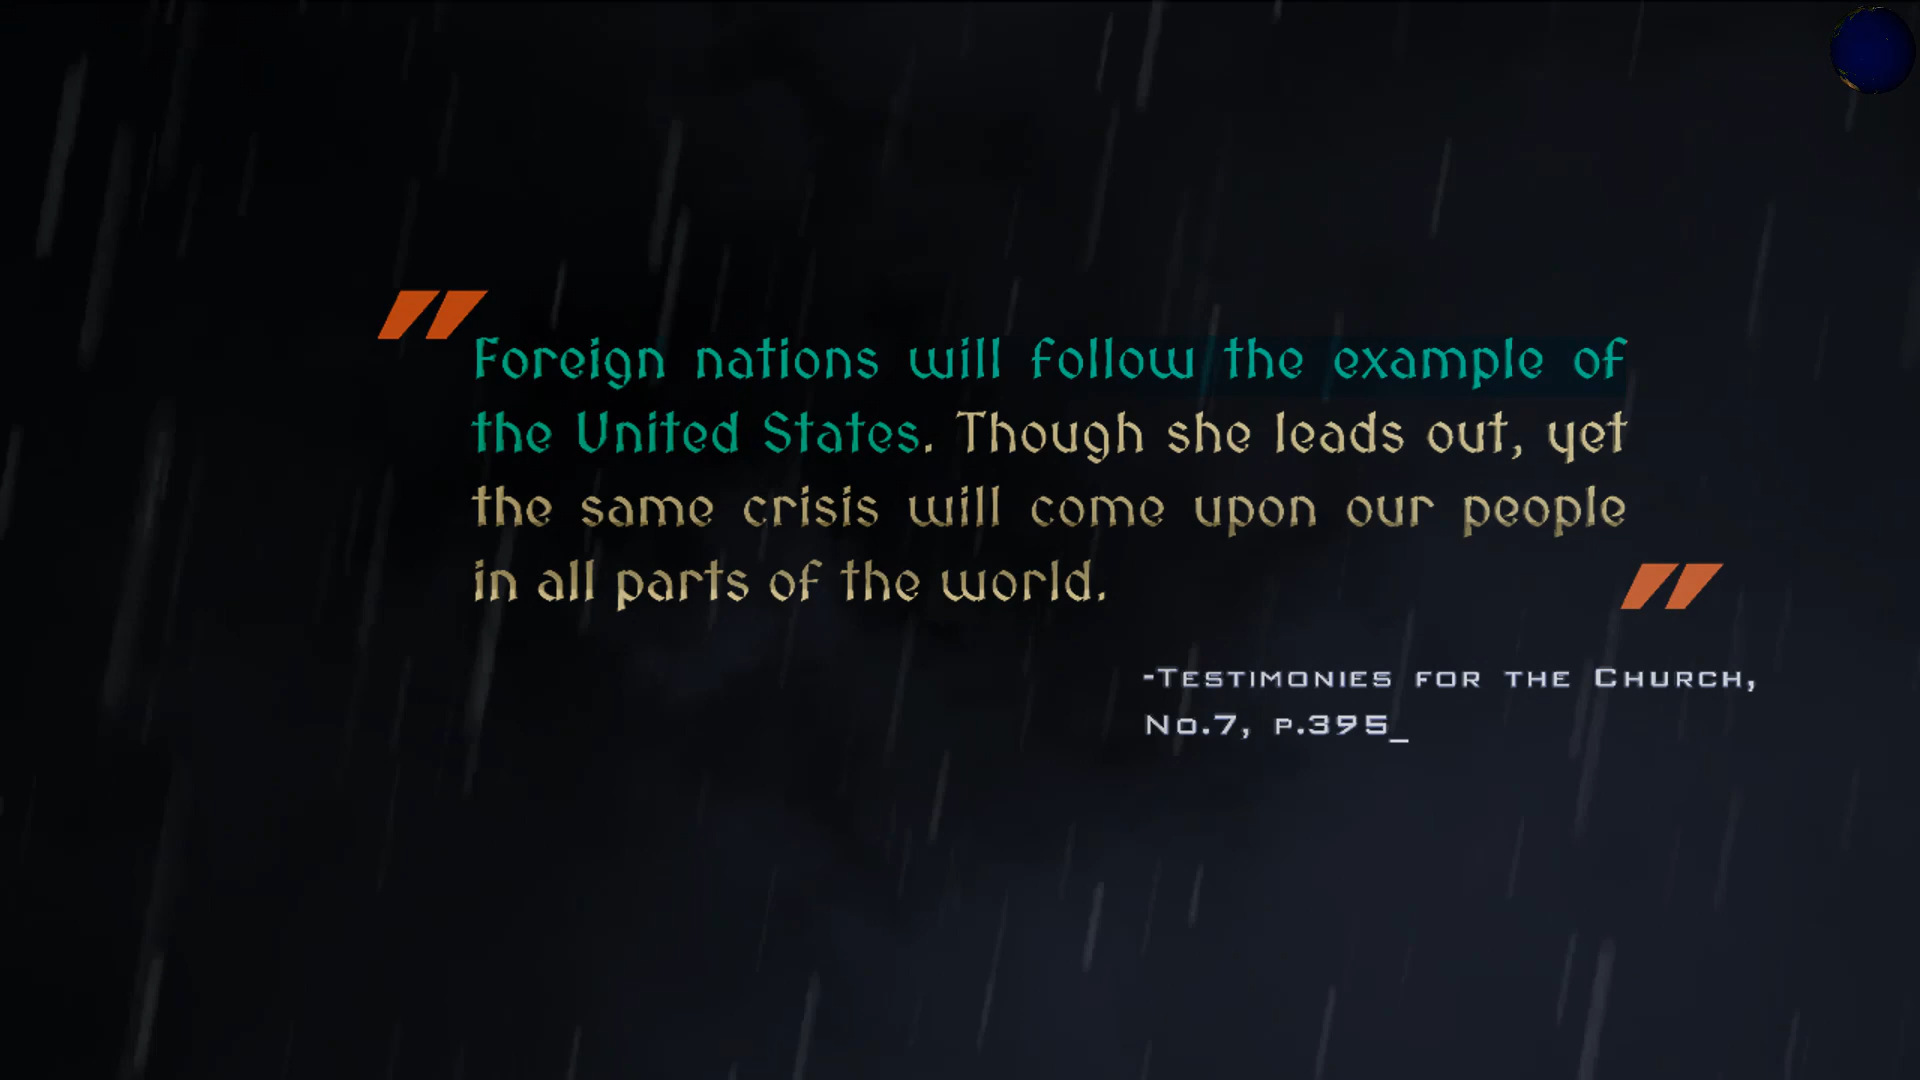 "Foreign nations will follow the example of
the United States. Though she leads out, yet
the same crisis will come upon our people
in all parts of the world."
-Testimonies for the Church,
No.7, p.395_